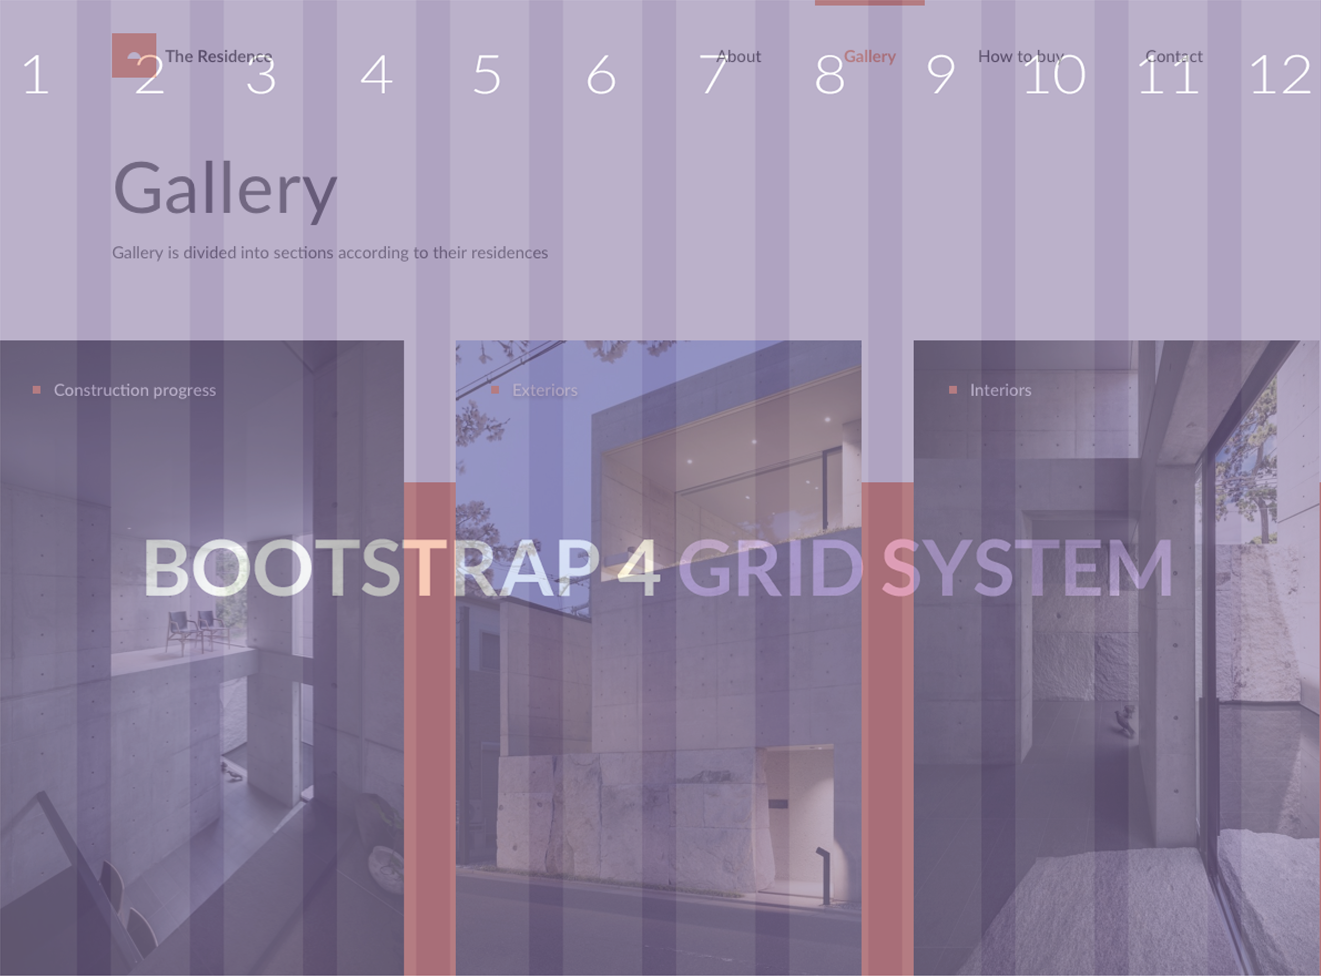 The Residence About Gallery How to buy Contact
1 2 3 4 5 6 7 8 9 10 11 12
Gallery
Gallery is divided into sections according to their residences
Construction progress
Exteriors
Interiors
BOOTSTRAP 4 GRID SYSTEM